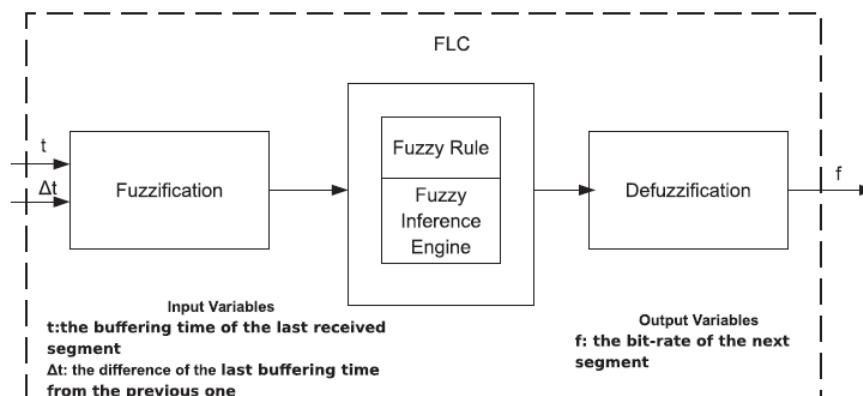 FLC
t
Δt
Fuzzification
Fuzzy Rule
Fuzzy
Inference
Engine
Defuzzification
f
Input Variables
t:the buffering time of the last received
segment
Δt: the difference of the last buffering time
from the previous one
Output Variables
f: the bit-rate of the next
segment